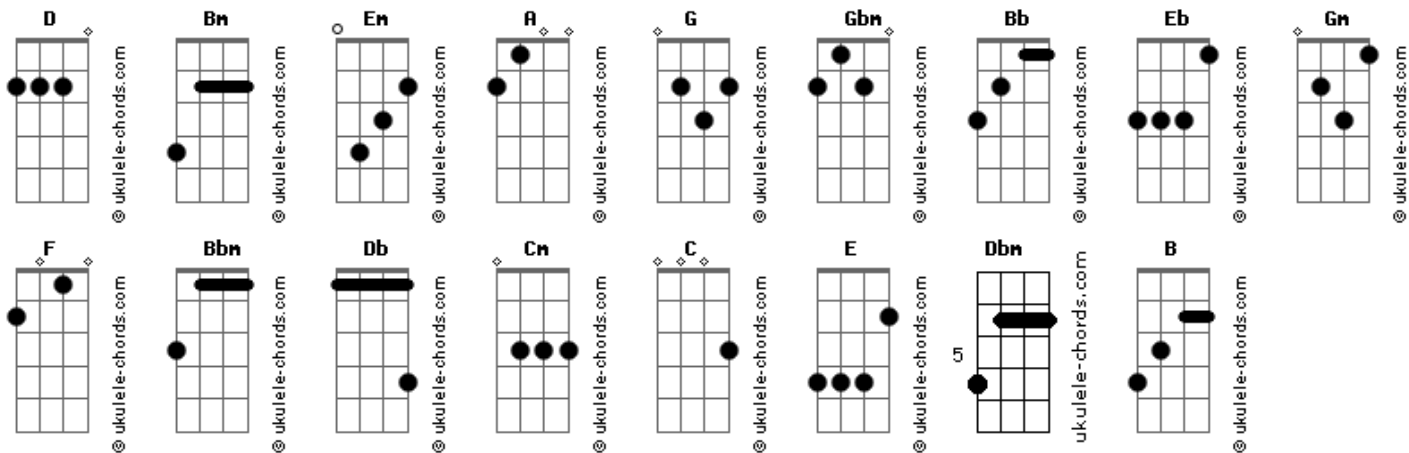 D Bm Em A G Gbm Bb Eb Gm
© ukulele-chords.com © ukulele-chords.com © ukulele-chords.com © ukulele-chords.com © ukulele-chords.com © ukulele-chords.com © ukulele-chords.com © ukulele-chords.com © ukulele-chords.com
F Bbm Db Cm C E Dbm B
5
© ukulele-chords.com © ukulele-chords.com © ukulele-chords.com © ukulele-chords.com © ukulele-chords.com © ukulele-chords.com ukulele-chords.com © ukulele-chords.com